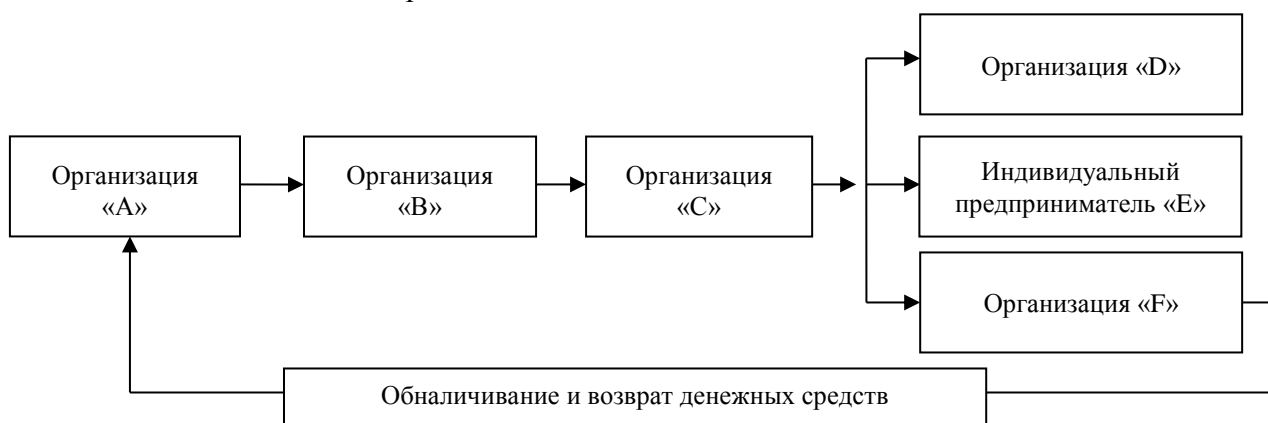 Организация «D»
Организация
«А»
Организация
«В»
Организация
«С»
Индивидуальный
предприниматель «Е»
Организация «F»
Обналичивание и возврат денежных средств